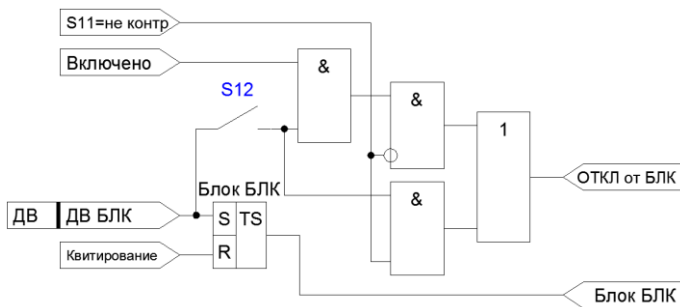 S11=не контр
Включено
&
S12
&
1
ОТКЛ от БЛК
Блок БЛК
&
ДВ ДВ БЛК
S TS
R
Квитирование
Блок БЛК